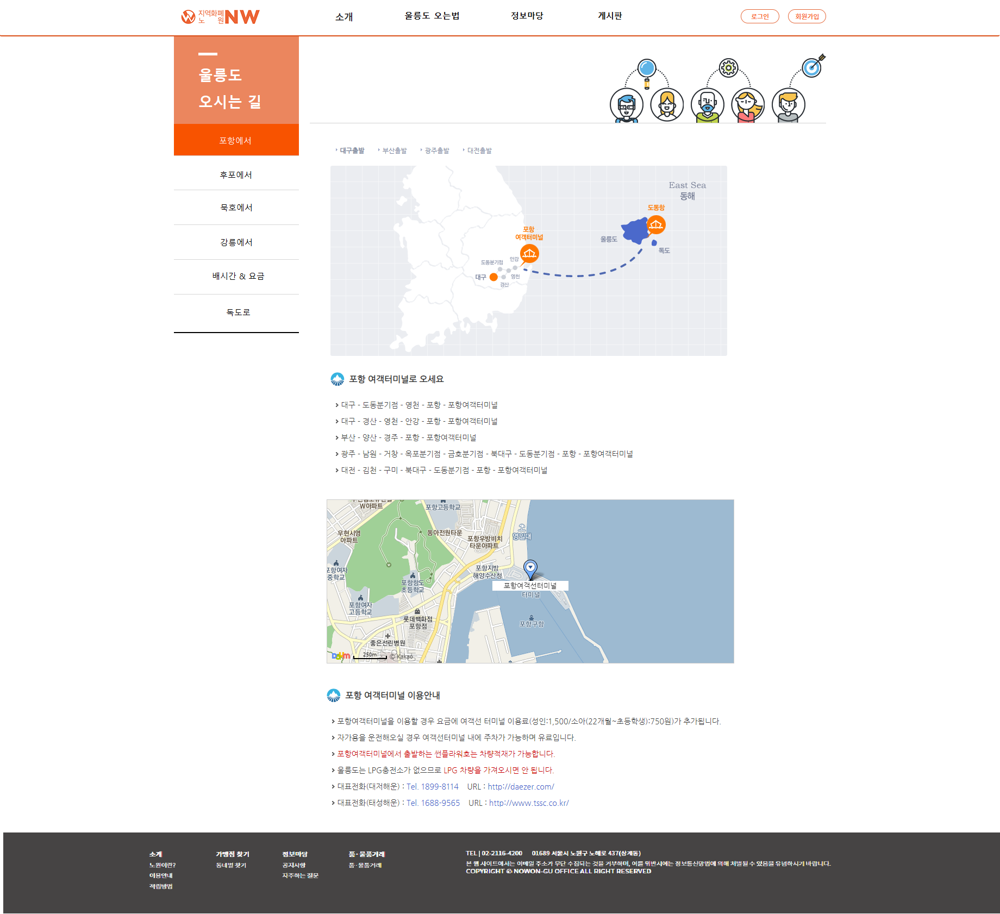 지역화폐
노 원 NW
소개
울릉도 오는법
정보마당
게시판
로그인
회원가입
울릉도
오시는 길
포항에서
후포에서
묵호에서
강릉에서
배시간 & 요금
독도로
대구출발
부산출발
광주출발
대전출발
East Sea
동해
도동항
울릉도
독도
포항
여객터미널
도동분기점
안강
대구
영천
경산
포항 여객터미널로 오세요
대구 - 도동분기점 - 영천 - 포항 - 포항여객터미널
대구 - 경산 - 영천 - 안강 - 포항 - 포항여객터미널
부산 - 양산 - 경주 - 포항 - 포항여객터미널
광주 - 남원 - 거창 - 옥포분기점 - 금호분기점 - 북대구 - 도동분기점 - 포항 - 포항여객터미널
대전 - 김천 - 구미 - 북대구 - 도동분기점 - 포항 - 포항여객터미널
W아파트
포항고등학교
우현시영
아파트
동아전원타운
포항우방비치
타운아파트
영일대
포항여자
중학교
포항항도
초등학교
포항지방
해양수산청
포항여객선터미널
터미널
포항여자
고등학교
롯데백화점
포항점
포항구항
좋은선린병원
중앙동
Daum
250m
© Kakao
포항 여객터미널 이용안내
포항여객터미널을 이용할 경우 요금에 여객선 터미널 이용료(성인:1,500/소아(22개월~초등학생):750원)가 추가됩니다.
자가용을 운전해오실 경우 여객선터미널 내에 주차가 가능하며 유료입니다.
포항여객터미널에서 출발하는 썬플라워호는 차량적재가 가능합니다.
울릉도는 LPG충전소가 없으므로 LPG 차량을 가져오시면 안 됩니다.
대표전화(대저해운) : Tel. 1899-8114 URL : http://daezer.com/
대표전화(태성해운) : Tel. 1688-9565 URL : http://www.tssc.co.kr/
소개
노원이란?
이용안내
적립방법
가맹점 찾기
동네별 찾기
정보마당
공지사항
자주하는 질문
품·물품거래
품·물품거래
TEL | 02-2116-4200 01689 서울시 노원구 노해로 437(상계동)
본 웹 사이트에서는 이메일 주소가 무단 수집되는 것을 거부하며, 이를 위반시에는 정보통신망법에 의해 처벌될 수 있음을 유념하시기 바랍니다.
COPYRIGHT © NOWON-GU OFFICE ALL RIGHT RESERVED